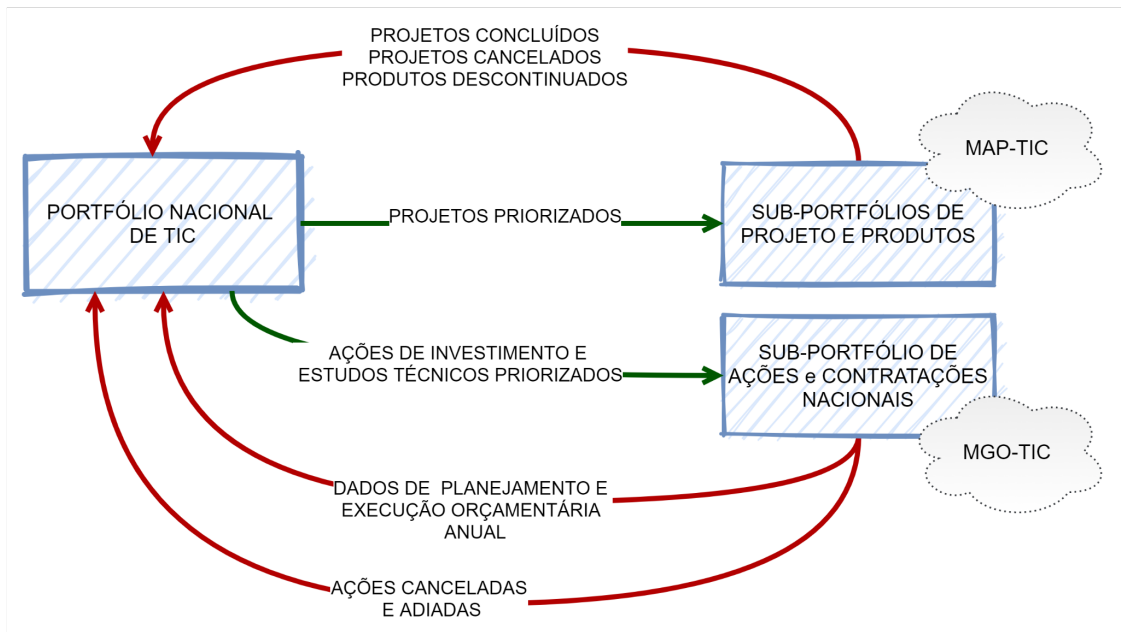 PROJETOS CONCLUÍDOS
PROJETOS CANCELADOS
PRODUTOS DESCONTINUADOS
MAP-TIC
PORTFÓLIO NACIONAL
DE TIC
PROJETOS PRIORIZADOS
SUB-PORTFÓLIOS DE
PROJETO E PRODUTOS
AÇÕES DE INVESTIMENTO E
ESTUDOS TÉCNICOS PRIORIZADOS
SUB-PORTFÓLIO DE
AÇÕES e CONTRATAÇÕES
NACIONAIS
MGO-TIC
DADOS DE PLANEJAMENTO E
EXECUÇÃO ORÇAMENTÁRIA
ANUAL
AÇÕES CANCELADAS
E ADIADAS